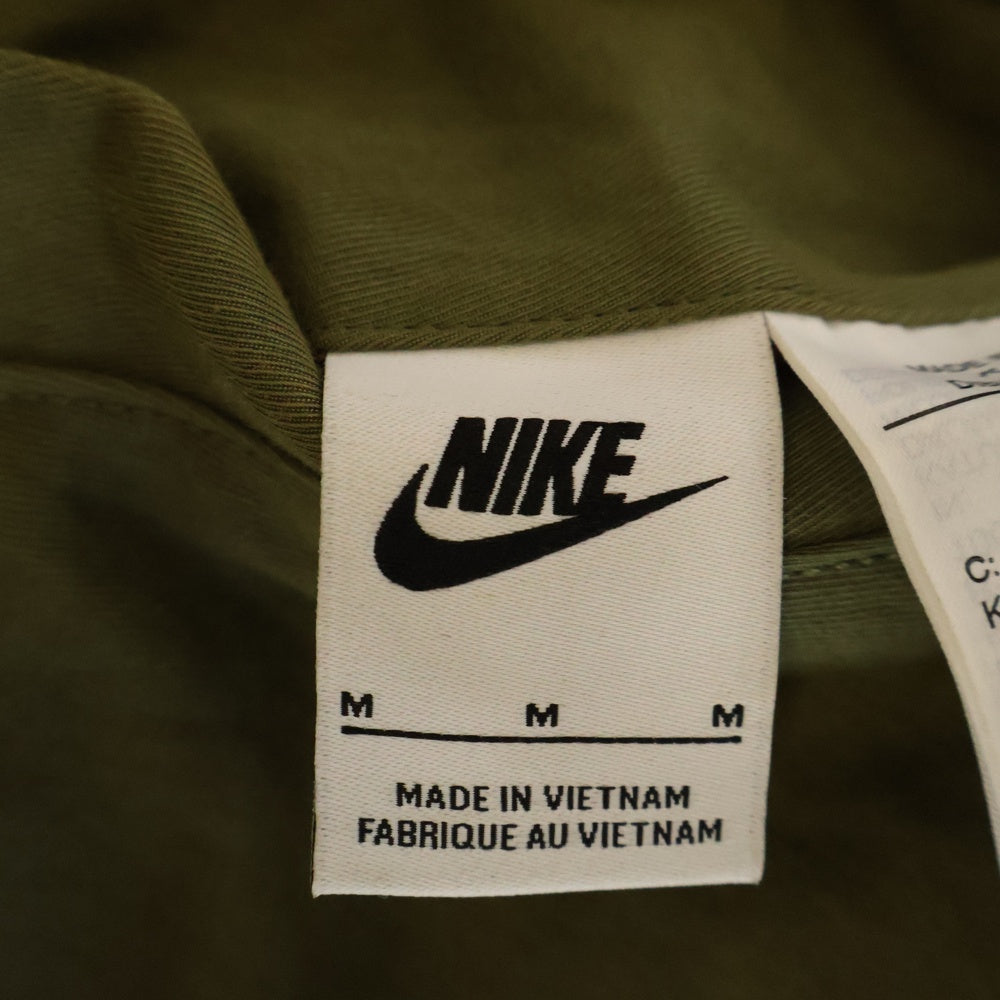 NIKE
M M M
MADE IN VIETNAM
FABRIQUE AU VIETNAM
C:
K